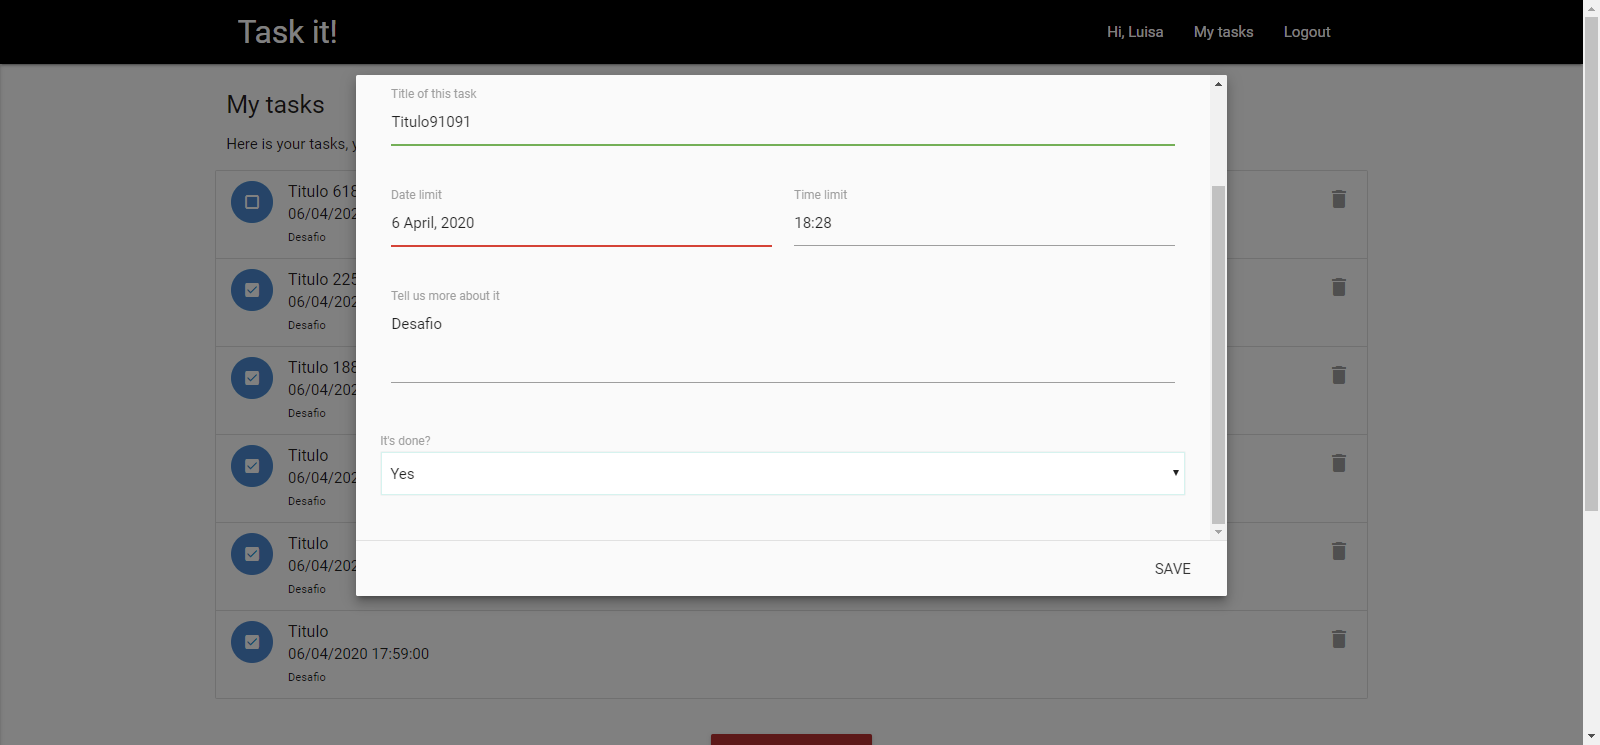 Task it!
Hi, Luisa
My tasks
Logout
My tasks
Here is your tasks,
Title of this task
Titulo91091
Date limit
6 April, 2020
Time limit
18:28
Tell us more about it
Desafio
It's done?
Yes
SAVE
Titulo 618
06/04/202
Desafio
Titulo 225
06/04/202
Desafio
Titulo 188
06/04/202
Desafio
Titulo
06/04/202
Desafio
Titulo
06/04/202
Desafio
Titulo
06/04/2020 17:59:00
Desafio